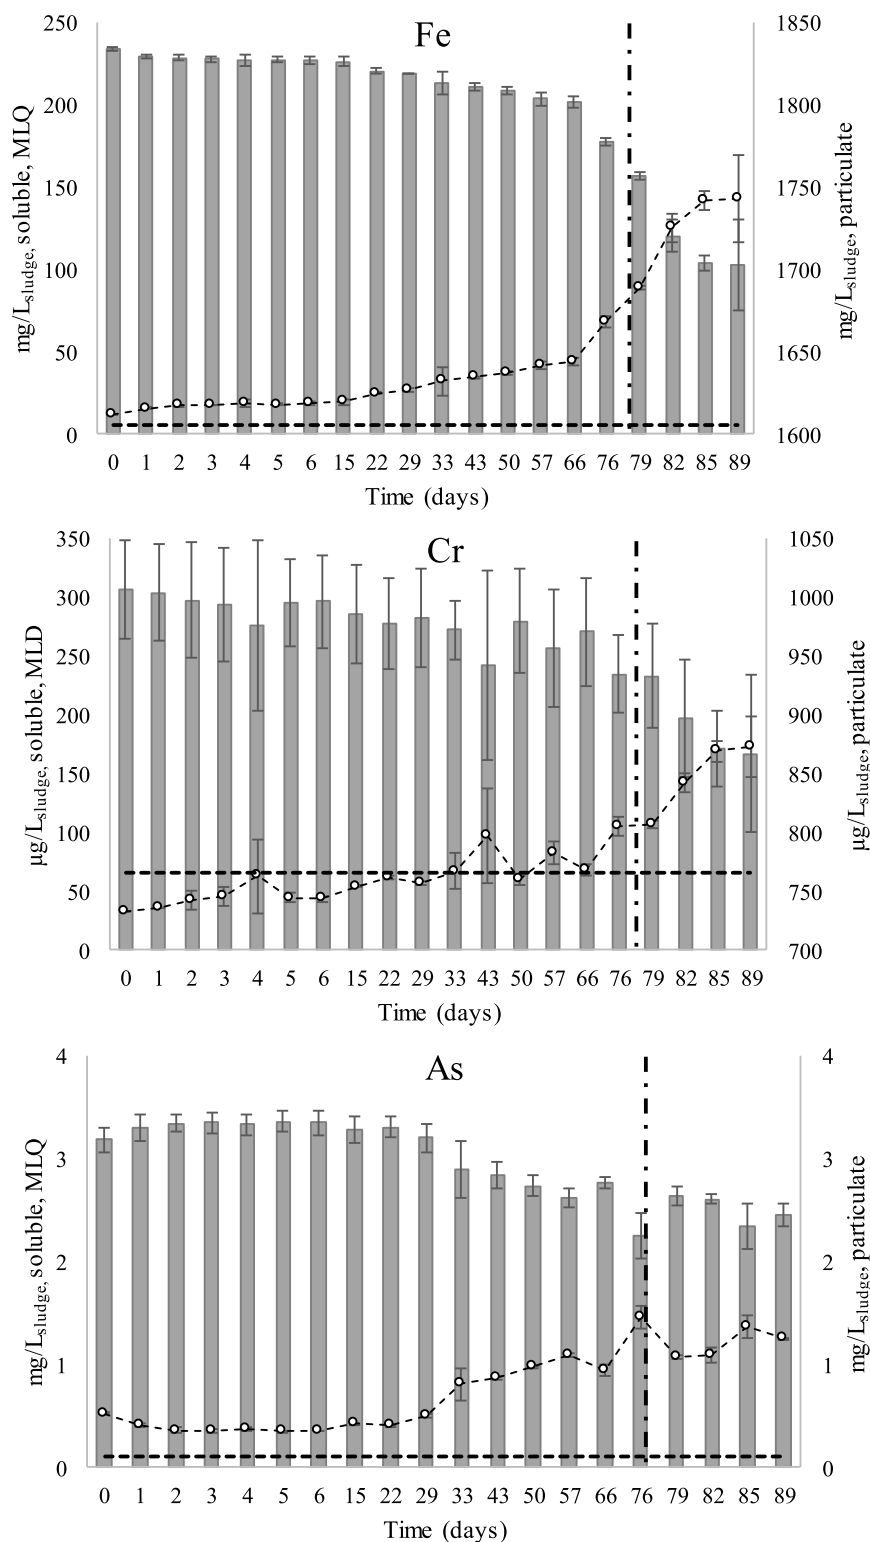 Fe
250 1850
200 1800
150 1750
100 1700
50 1650
0 1600
mg/Lsludge, soluble, MLQ
mg/Lsludge, particulate
0 1 2 3 4 5 6 15 22 29 33 43 50 57 66 76 79 82 85 89
Time (days)
Cr
350 1050
300 1000
250 950
200 900
150 850
100 800
50 750
0 700
µg/Lsludge, soluble, MLD
µg/Lsludge, particulate
0 1 2 3 4 5 6 15 22 29 33 43 50 57 66 76 79 82 85 89
Time (days)
As
4 4
3 3
2 2
1 1
0 0
mg/Lsludge, soluble, MLQ
mg/Lsludge, particulate
0 1 2 3 4 5 6 15 22 29 33 43 50 57 66 76 79 82 85 89
Time (days)